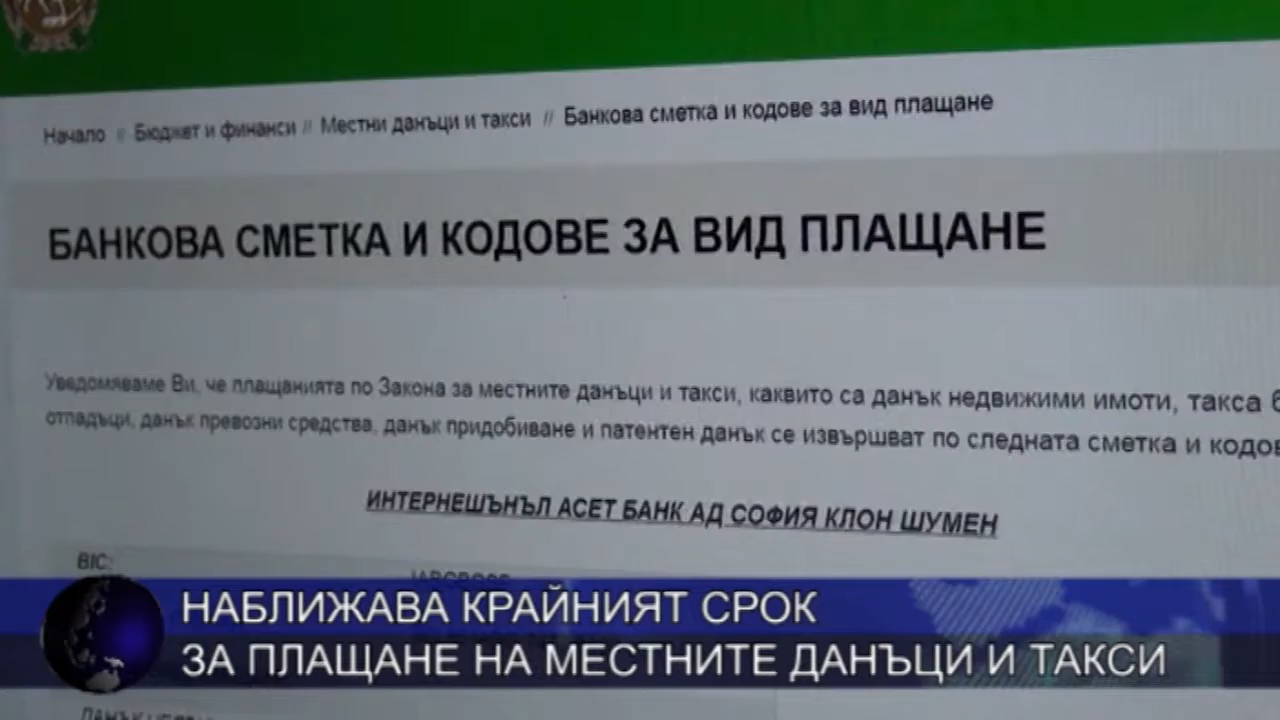 Начало // Бюджет и финанси // Местни данъци и такси // Банкова сметка и кодове за вид плащане
БАНКОВА СМЕТКА И КОДОВЕ ЗА ВИД ПЛАЩАНЕ
Уведомяваме Ви, че плащанията по Закона за местните данъци и такси, каквито са данък недвижими имоти, такса
отпадъци, данък превозни средства, данък придобиване и патентен данък се извършват по следната сметка и
ИНТЕРНЕШЪНЪЛ АСЕТ БАНК АД СОФИЯ КЛОН ШУМЕН
BIC:
НАБЛИЖАВА КРАЙНИЯТ СРОК
ЗА ПЛАЩАНЕ НА МЕСТНИТЕ ДАНЪЦИ И ТАКСИ